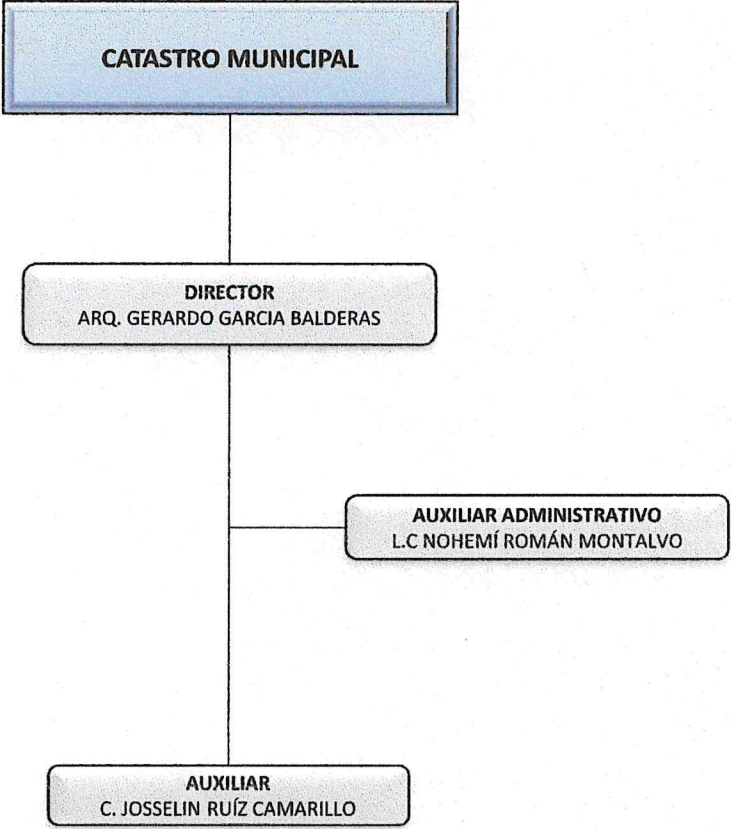 CATASTRO MUNICIPAL
DIRECTOR
ARQ. GERARDO GARCIA BALDERAS
AUXILIAR ADMINISTRATIVO
L.C NOHEMÍ ROMÁN MONTALVO
AUXILIAR
C. JOSSELIN RUÍZ CAMARILLO